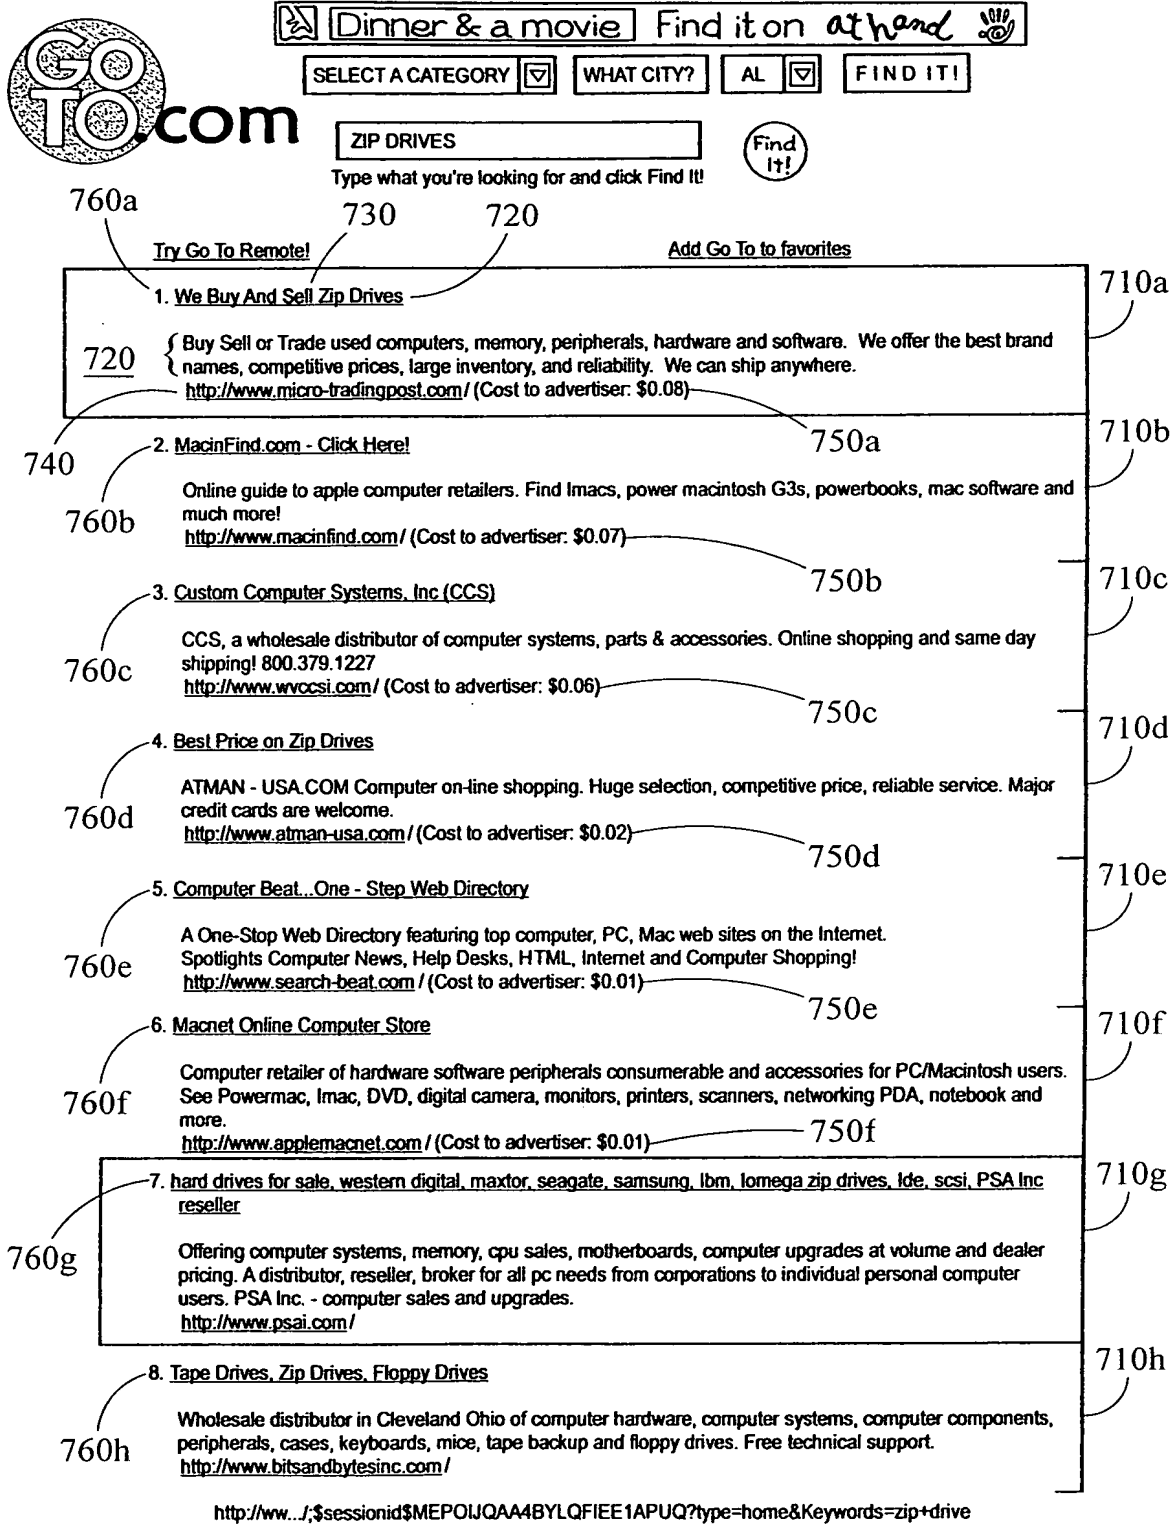 Dinner & a movie Find it on at hand
GO TO.com
SELECT A CATEGORY WHAT CITY? AL FIND IT!
ZIP DRIVES Find It!
Type what you're looking for and click Find It!
760a 730 720
Try Go To Remote! Add Go To to favorites
710a
1. We Buy And Sell Zip Drives
720
Buy Sell or Trade used computers, memory, peripherals, hardware and software. We offer the best brand
names, competitive prices, large inventory, and reliability. We can ship anywhere.
http://www.micro-tradingpost.com/ (Cost to advertiser: $0.08)
740 750a 710b
2. MacinFind.com - Click Here!
760b
Online guide to apple computer retailers. Find Imacs, power macintosh G3s, powerbooks, mac software and
much more!
http://www.macinfind.com/ (Cost to advertiser: $0.07)
750b 710c
3. Custom Computer Systems, Inc (CCS)
760c
CCS, a wholesale distributor of computer systems, parts & accessories. Online shopping and same day
shipping! 800.379.1227
http://www.wvccsi.com/ (Cost to advertiser: $0.06)
750c 710d
4. Best Price on Zip Drives
760d
ATMAN - USA.COM Computer on-line shopping. Huge selection, competitive price, reliable service. Major
credit cards are welcome.
http://www.atman-usa.com/ (Cost to advertiser: $0.02)
750d 710e
5. Computer Beat...One - Step Web Directory
760e
A One-Stop Web Directory featuring top computer, PC, Mac web sites on the Internet.
Spotlights Computer News, Help Desks, HTML, Internet and Computer Shopping!
http://www.search-beat.com / (Cost to advertiser: $0.01)
750e 710f
6. Macnet Online Computer Store
760f
Computer retailer of hardware software peripherals consumerable and accessories for PC/Macintosh users.
See Powermac, Imac, DVD, digital camera, monitors, printers, scanners, networking PDA, notebook and
more.
http://www.applemacnet.com / (Cost to advertiser: $0.01)
750f 710g
7. hard drives for sale, western digital, maxtor, seagate, samsung, Ibm, Iomega zip drives, Ide, scsi, PSA Inc
reseller
760g
Offering computer systems, memory, cpu sales, motherboards, computer upgrades at volume and dealer
pricing. A distributor, reseller, broker for all pc needs from corporations to individual personal computer
users. PSA Inc. - computer sales and upgrades.
http://www.psai.com/
710h
8. Tape Drives, Zip Drives, Floppy Drives
760h
Wholesale distributor in Cleveland Ohio of computer hardware, computer systems, computer components,
peripherals, cases, keyboards, mice, tape backup and floppy drives. Free technical support.
http://www.bitsandbytesinc.com/
http://ww.../;$sessionid$MEPOIJQAA4BYLQFIEE1APUQ?type=home&Keywords=zip+drive